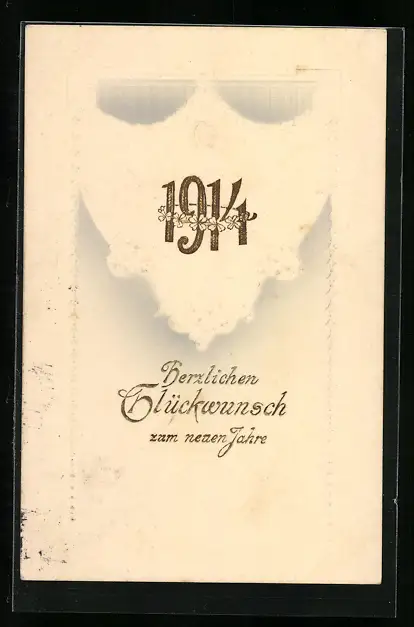 1914
Herzlichen
Glückwunsch
zum neuen Jahre